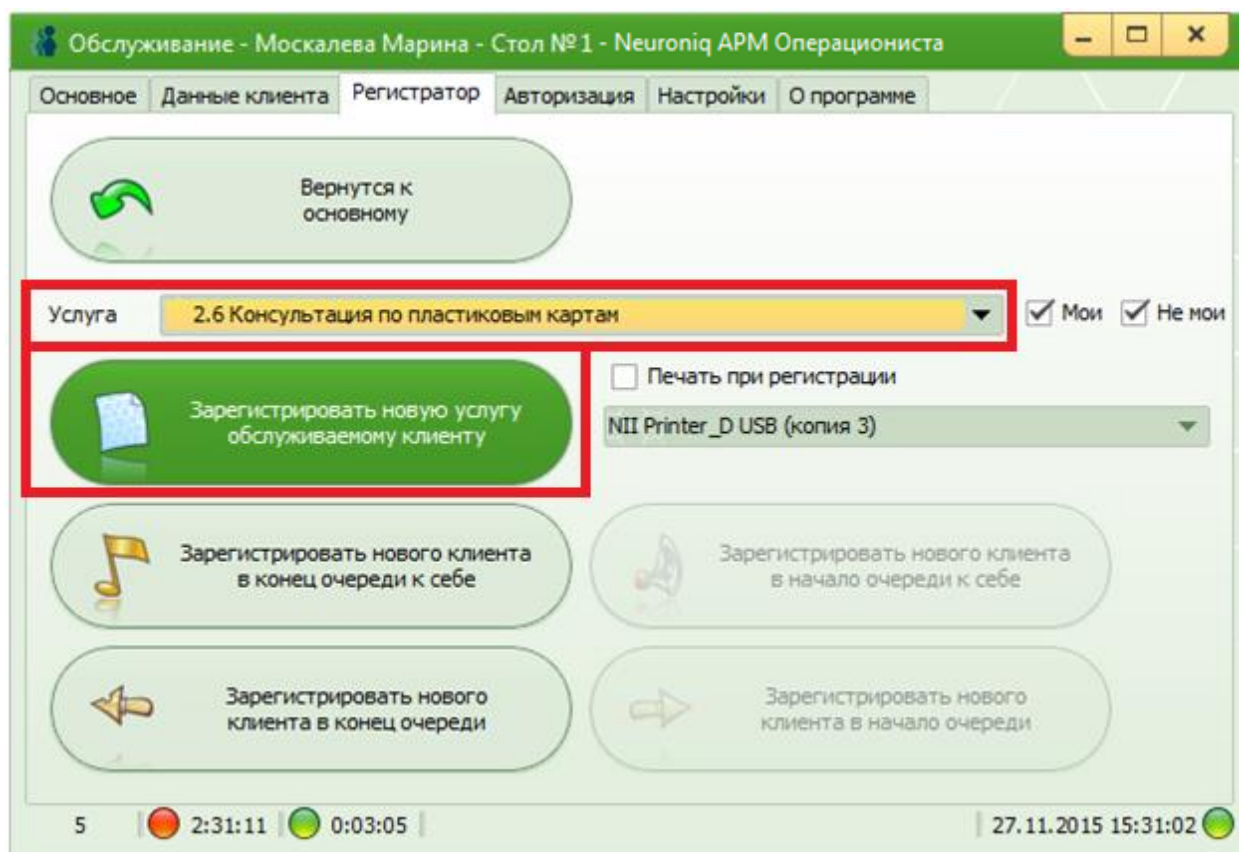 Обслуживание - Москалева Марина - Стол №1 - Neuroniq АРМ Операциониста
Основное Данные клиента Регистратор Авторизация Настройки О программе
Вернутся к
основному
Услуга 2.6 Консультация по пластиковым картам Мои Не мои
Печать при регистрации
Зарегистрировать новую услугу
обслуживаемому клиенту
NII Printer_D USB (копия 3)
Зарегистрировать нового клиента
в конец очереди к себе
Зарегистрировать нового клиента
в начало очереди к себе
Зарегистрировать нового
клиента в конец очереди
Зарегистрировать нового
клиента в начало очереди
5 2:31:11 0:03:05 27.11.2015 15:31:02